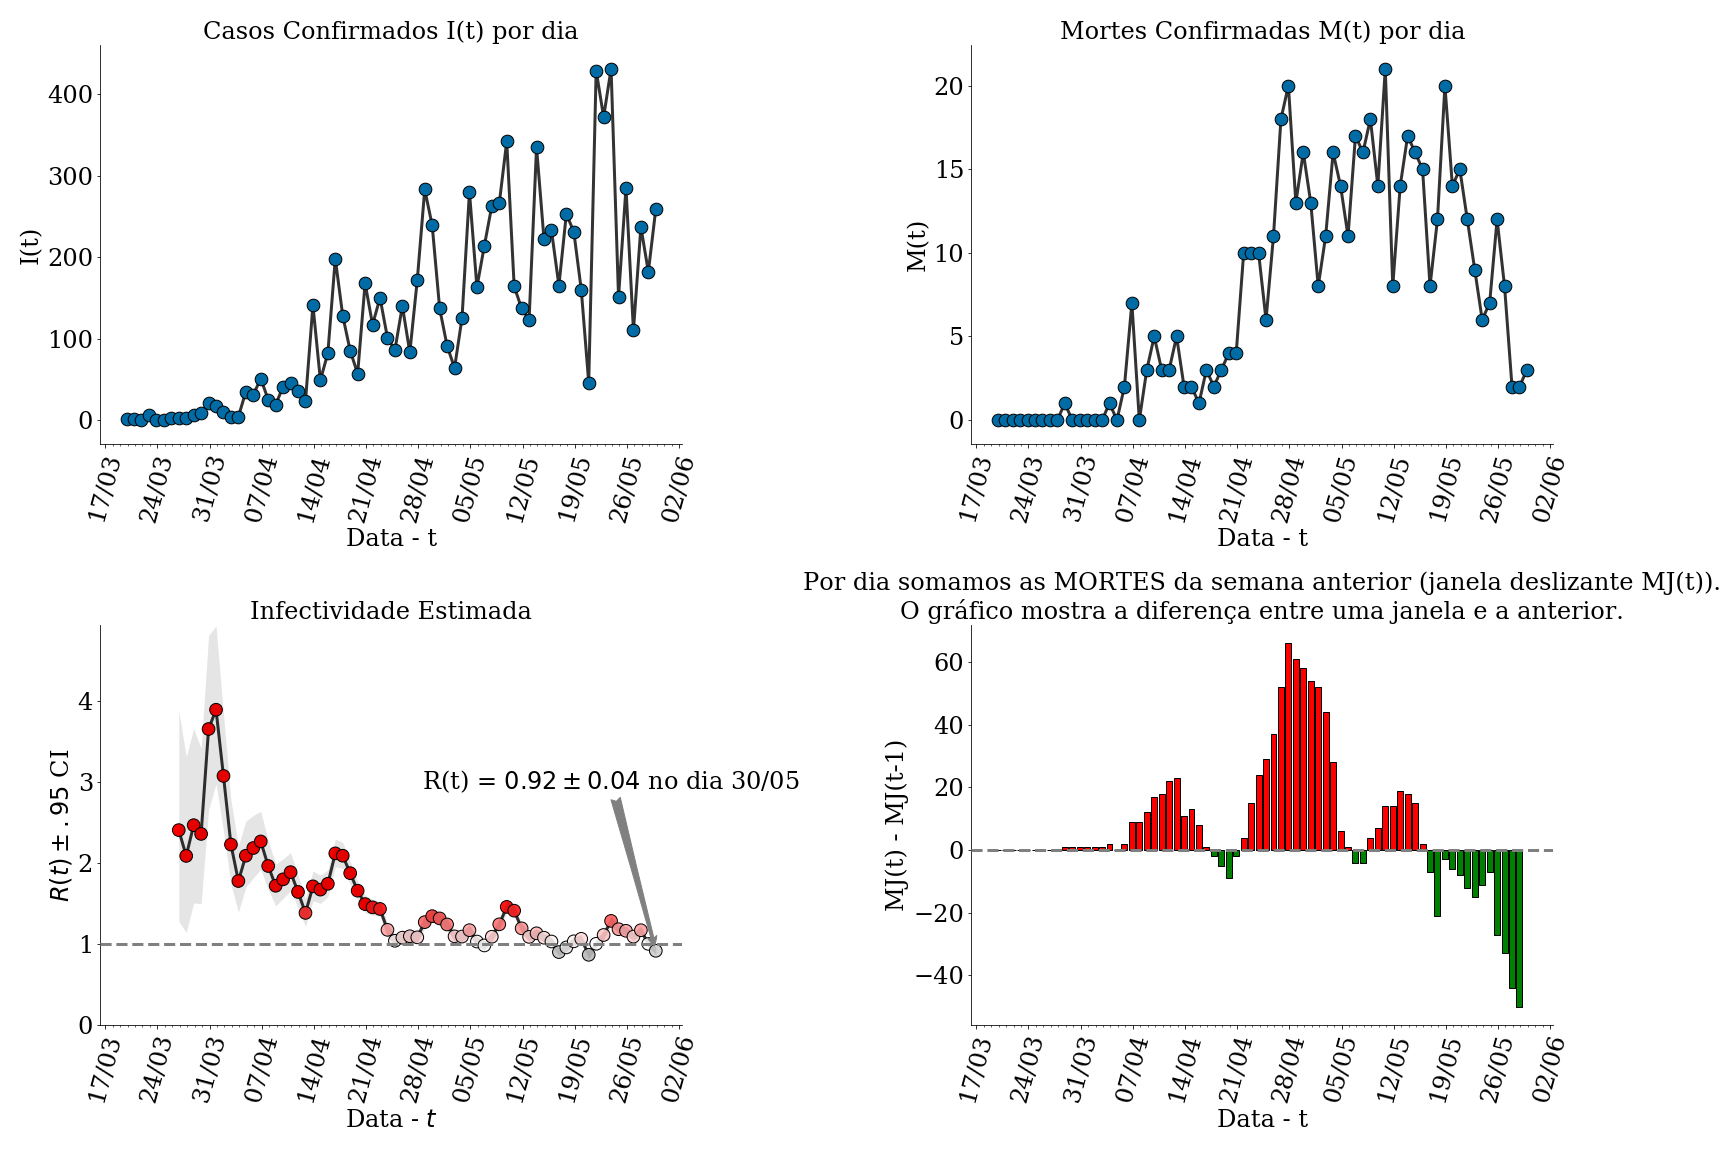 Casos Confirmados I(t) por dia
I(t)
400
300
200
100
0
17/03 24/03 31/03 07/04 14/04 21/04 28/04 05/05 12/05 19/05 26/05 02/06
Data - t
Mortes Confirmadas M(t) por dia
M(t)
20
15
10
5
0
17/03 24/03 31/03 07/04 14/04 21/04 28/04 05/05 12/05 19/05 26/05 02/06
Data - t
Infectividade Estimada
R(t) ± .95 CI
4
3
2
1
0
R(t) = 0.92 ± 0.04 no dia 30/05
17/03 24/03 31/03 07/04 14/04 21/04 28/04 05/05 12/05 19/05 26/05 02/06
Data - t
Por dia somamos as MORTES da semana anterior (janela deslizante MJ(t)).
O gráfico mostra a diferença entre uma janela e a anterior.
MJ(t) - MJ(t-1)
60
40
20
0
−20
−40
17/03 24/03 31/03 07/04 14/04 21/04 28/04 05/05 12/05 19/05 26/05 02/06
Data - t